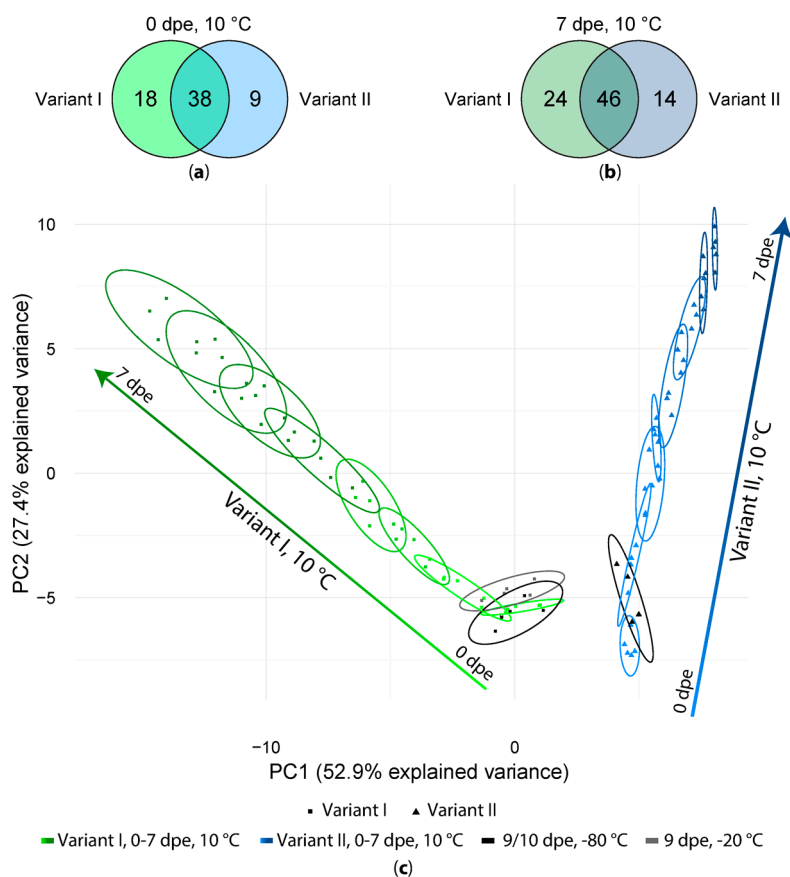 0 dpe, 10 °C
7 dpe, 10 °C
Variant I
18
38
9
Variant II
Variant I
24
46
14
Variant II
(a)
(b)
10
5
0
−5
PC2 (27.4% explained variance)
7 dpe
Variant I, 10 °C
0 dpe
7 dpe
Variant II, 10 °C
0 dpe
−10
0
PC1 (52.9% explained variance)
Variant I
Variant II
Variant I, 0-7 dpe, 10 °C
Variant II, 0-7 dpe, 10 °C
9/10 dpe, -80 °C
9 dpe, -20 °C
(c)